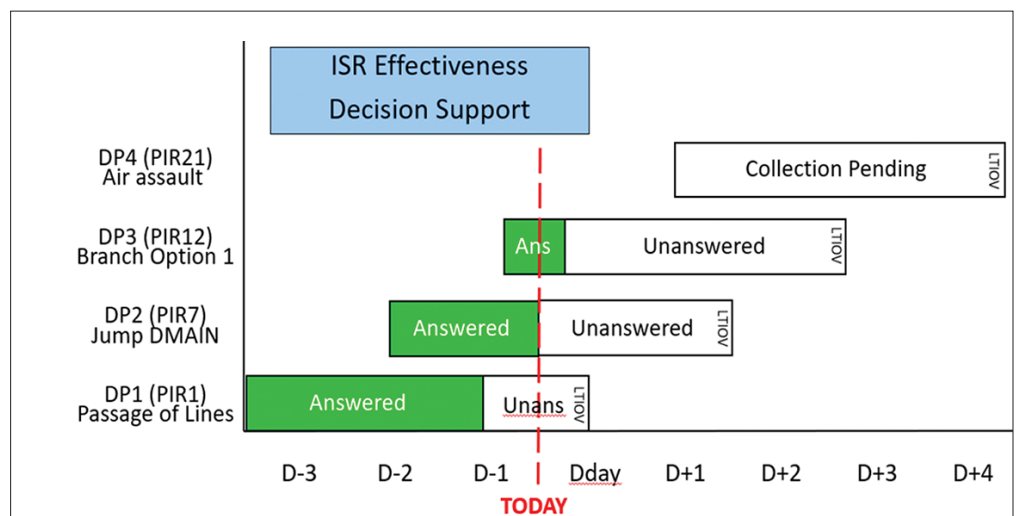 ISR Effectiveness
Decision Support
DP4 (PIR21)
Air assault
Collection Pending
LTIOV
DP3 (PIR12)
Branch Option 1
Ans
Unanswered
LTIOV
DP2 (PIR7)
Jump DMAIN
Answered
Unanswered
LTIOV
DP1 (PIR1)
Passage of Lines
Answered
Unans
LTIOV
D-3 D-2 D-1 Dday D+1 D+2 D+3 D+4
TODAY